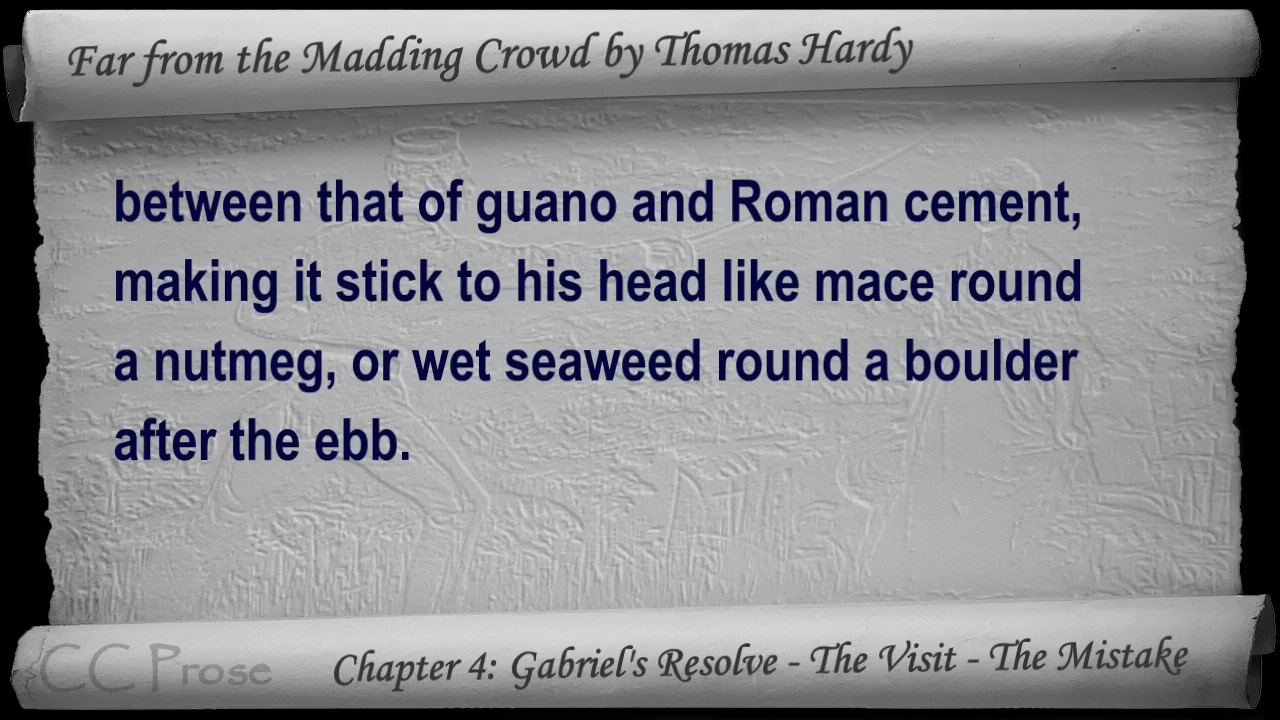 Far from the Madding Crowd by Thomas Hardy
between that of guano and Roman cement,
making it stick to his head like mace round
a nutmeg, or wet seaweed round a boulder
after the ebb.
CC Prose
Chapter 4: Gabriel's Resolve - The Visit - The Mistake